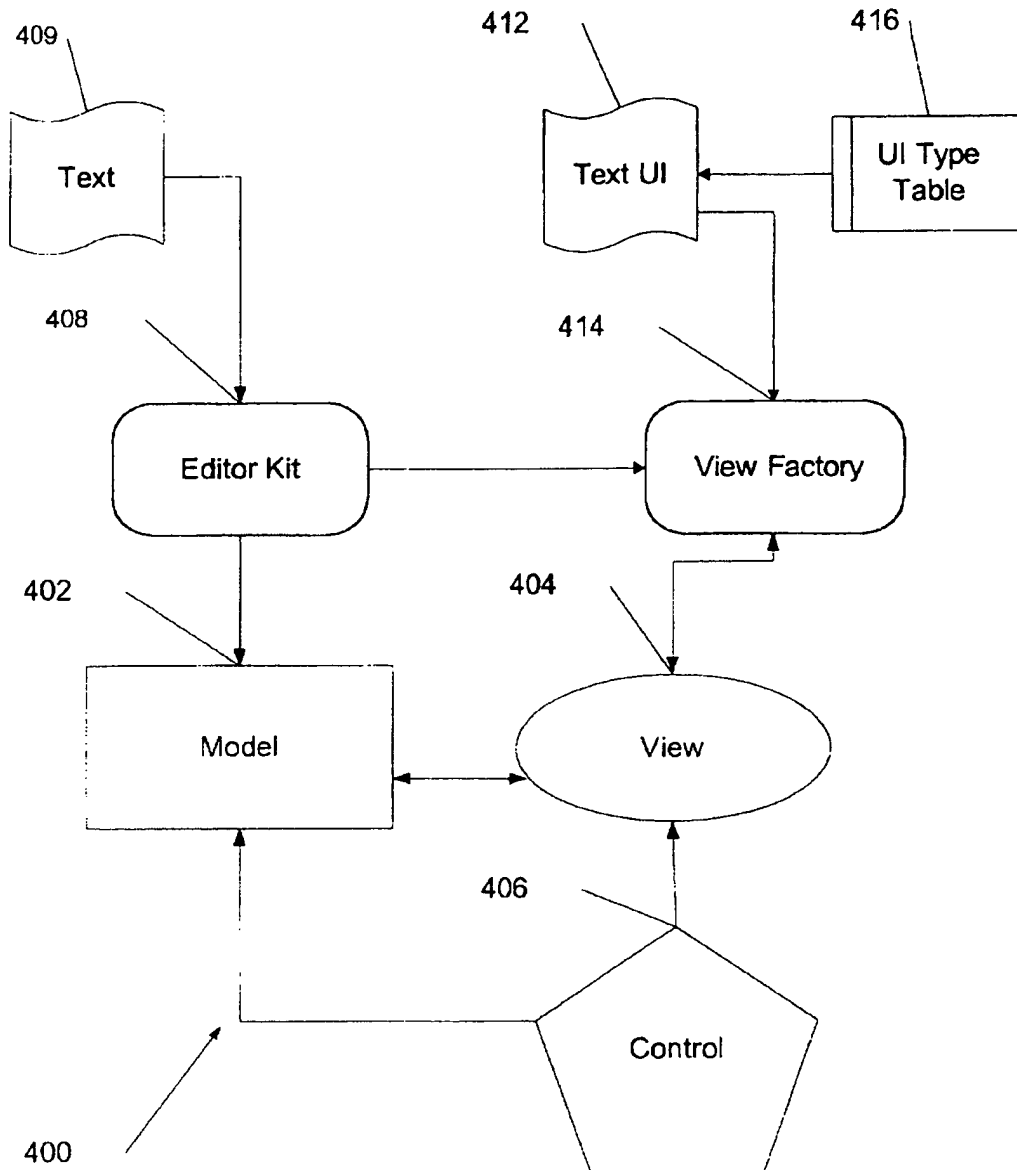 409
412
416
Text
Text UI
UI Type
Table
408
414
Editor Kit
View Factory
402
404
Model
View
406
Control
400